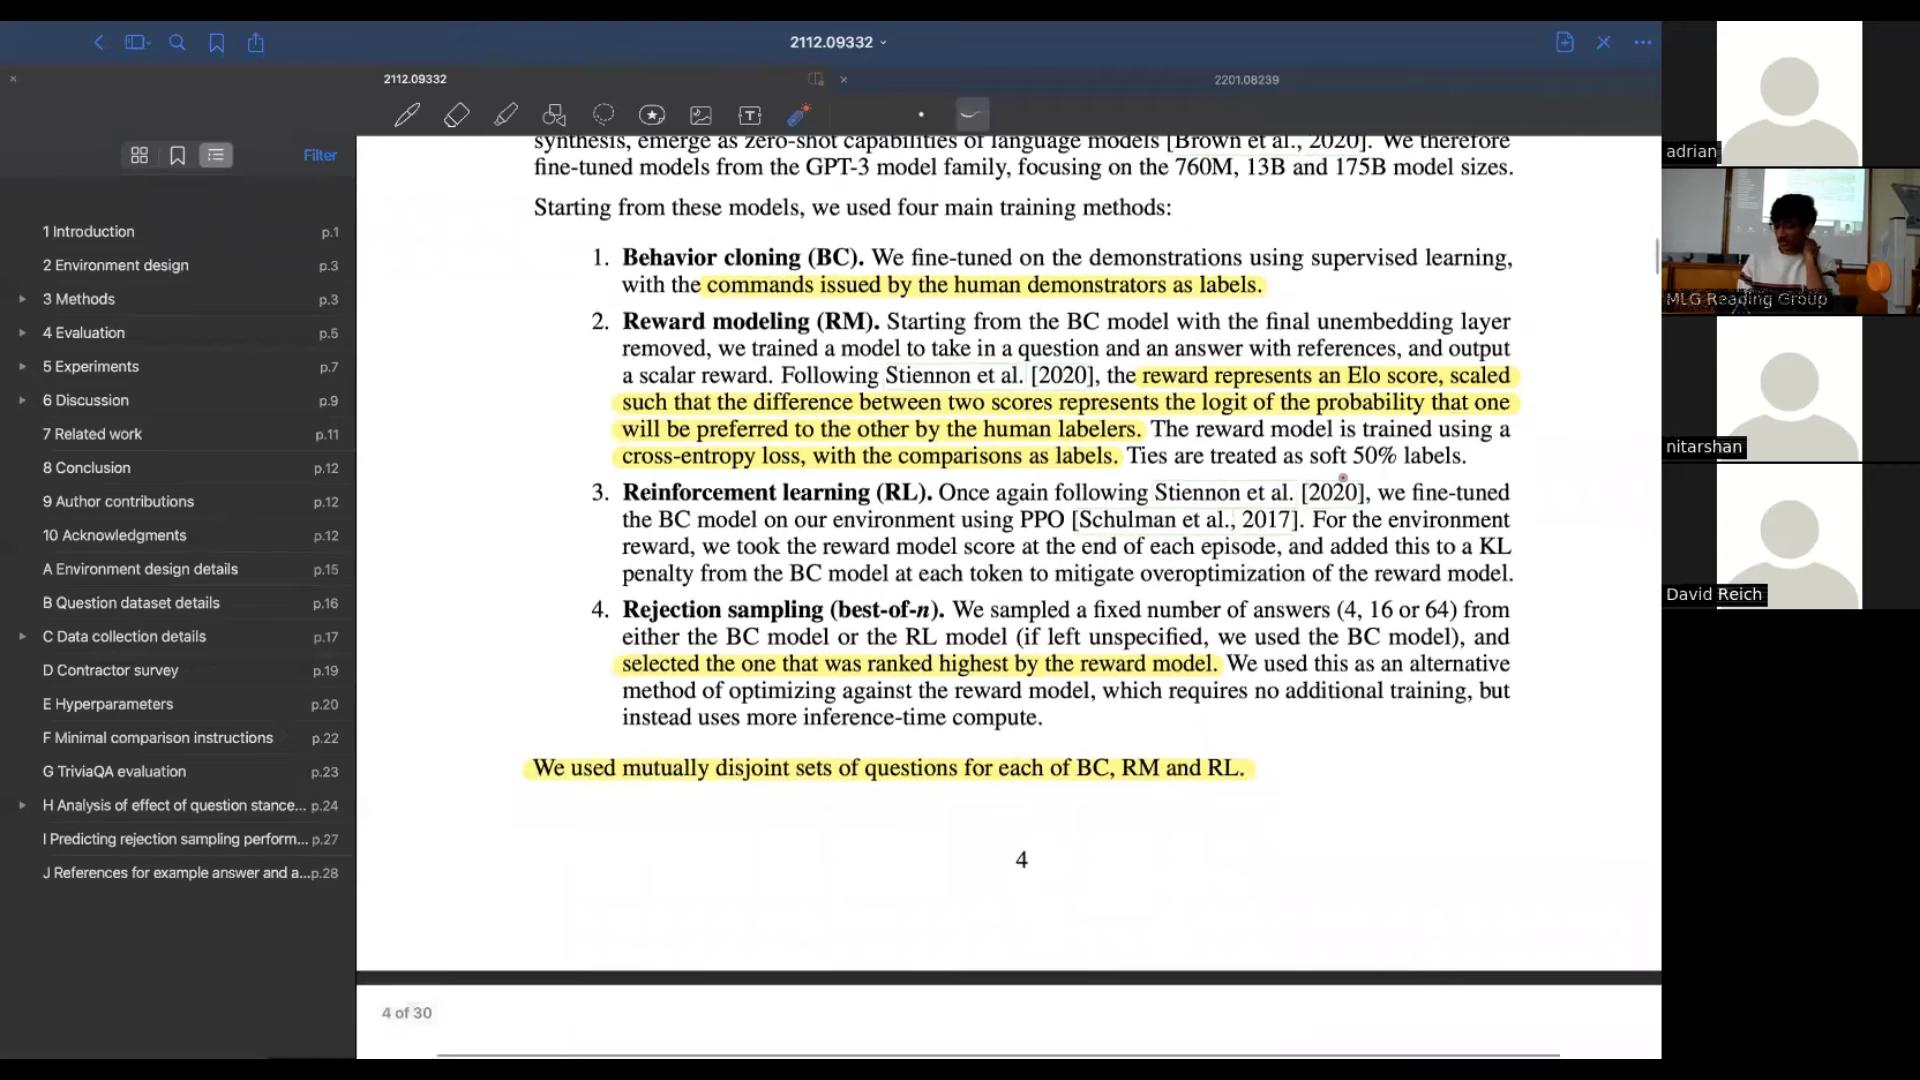 2112.09332
2112.09332
2201.08239
Filter
1 Introduction p.1
2 Environment design p.3
3 Methods p.3
4 Evaluation p.5
5 Experiments p.7
6 Discussion p.9
7 Related work p.11
8 Conclusion p.12
9 Author contributions p.12
10 Acknowledgments p.12
A Environment design details p.15
B Question dataset details p.16
C Data collection details p.17
D Contractor survey p.19
E Hyperparameters p.20
F Minimal comparison instructions p.22
G TriviaQA evaluation p.23
H Analysis of effect of question stance... p.24
I Predicting rejection sampling perform... p.27
J References for example answer and a...p.28
synthesis, emerge as zero-shot capabilities of language models [Brown et al., 2020]. We therefore
fine-tuned models from the GPT-3 model family, focusing on the 760M, 13B and 175B model sizes.
Starting from these models, we used four main training methods:
1. Behavior cloning (BC). We fine-tuned on the demonstrations using supervised learning,
with the commands issued by the human demonstrators as labels.
2. Reward modeling (RM). Starting from the BC model with the final unembedding layer
removed, we trained a model to take in a question and an answer with references, and output
a scalar reward. Following Stiennon et al. [2020], the reward represents an Elo score, scaled
such that the difference between two scores represents the logit of the probability that one
will be preferred to the other by the human labelers. The reward model is trained using a
cross-entropy loss, with the comparisons as labels. Ties are treated as soft 50% labels.
3. Reinforcement learning (RL). Once again following Stiennon et al. [2020], we fine-tuned
the BC model on our environment using PPO [Schulman et al., 2017]. For the environment
reward, we took the reward model score at the end of each episode, and added this to a KL
penalty from the BC model at each token to mitigate overoptimization of the reward model.
4. Rejection sampling (best-of-n). We sampled a fixed number of answers (4, 16 or 64) from
either the BC model or the RL model (if left unspecified, we used the BC model), and
selected the one that was ranked highest by the reward model. We used this as an alternative
method of optimizing against the reward model, which requires no additional training, but
instead uses more inference-time compute.
We used mutually disjoint sets of questions for each of BC, RM and RL.
4
4 of 30
adrian
MLG Reading Group
nitarshan
David Reich